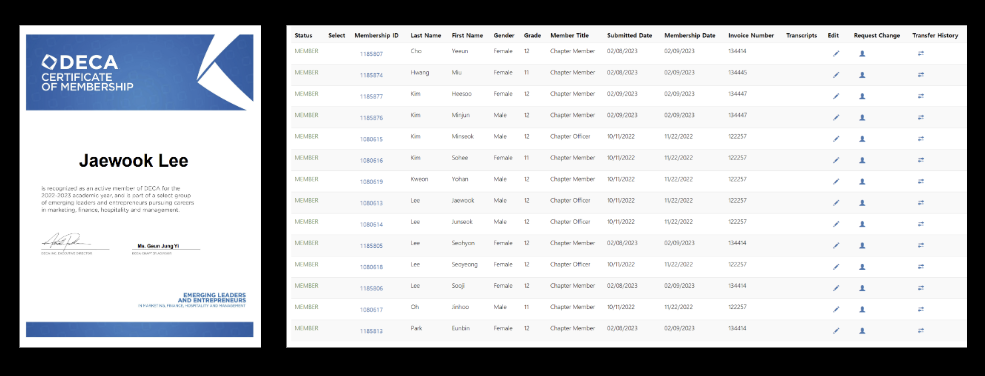 DECA
CERTIFICATE
OF MEMBERSHIP
Jaewook Lee
is recognized as an active member of DECA for the
2022-2023 academic year, and is part of a select group
of emerging leaders and entrepreneurs pursuing careers
in marketing, finance, hospitality and management.
Ms. Geun Jung Yi
DECA INC. EXECUTIVE DIRECTOR
EMERGING LEADERS
AND ENTREPRENEURS
IN MARKETING, FINANCE, HOSPITALITY AND MANAGEMENT
Status Select Membership ID Last Name First Name Gender Grade Member Title Submitted Date Membership Date Invoice Number Transcripts Edit Request Change Transfer History
MEMBER 1185807 Cho Yeeun Female 12 Chapter Member 02/08/2023 02/09/2023 134414
MEMBER 1185874 Hwang Miu Female 11 Chapter Member 02/08/2023 02/09/2023 134445
MEMBER 1185877 Kim Heesoo Female 12 Chapter Member 02/09/2023 02/09/2023 134447
MEMBER 1185876 Kim Minjun Male 12 Chapter Member 02/09/2023 02/09/2023 134447
MEMBER 1080615 Kim Minseok Male 12 Chapter Officer 10/11/2022 11/22/2022 122257
MEMBER 1080616 Kim Sohee Female 11 Chapter Member 10/11/2022 11/22/2022 122257
MEMBER 1080619 Kweon Yohan Male 12 Chapter Member 10/11/2022 11/22/2022 122257
MEMBER 1080613 Lee Jaewook Male 12 Chapter Officer 10/11/2022 11/22/2022 122257
MEMBER 1080614 Lee Junseok Male 12 Chapter Officer 10/11/2022 11/22/2022 122257
MEMBER 1185805 Lee Seohyun Female 12 Chapter Member 02/08/2023 02/09/2023 134414
MEMBER 1080618 Lee Seoyeong Female 12 Chapter Officer 10/11/2022 11/22/2022 122257
MEMBER 1185806 Lee Sooji Female 12 Chapter Member 02/08/2023 02/09/2023 134414
MEMBER 1080617 Oh Jinhoo Male 11 Chapter Member 10/11/2022 11/22/2022 122257
MEMBER 1185813 Park Eunbin Female 12 Chapter Member 02/08/2023 02/09/2023 134414